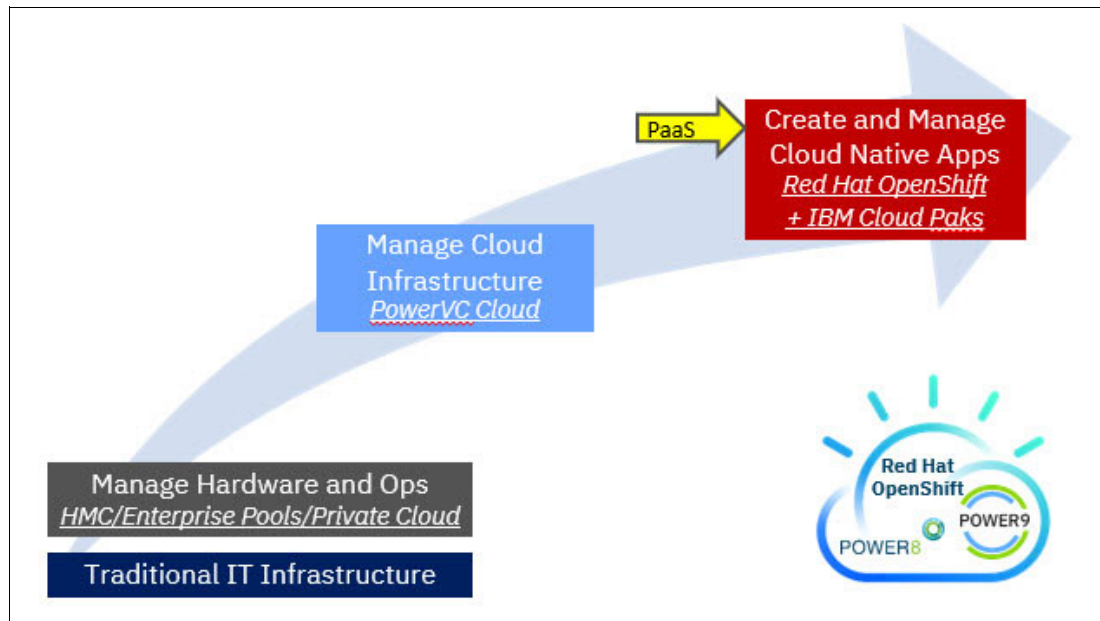 PaaS
Create and Manage
Cloud Native Apps
Red Hat OpenShift
+ IBM Cloud Paks
Manage Cloud
Infrastructure
PowerVC Cloud
Manage Hardware and Ops
HMC/Enterprise Pools/Private Cloud
Traditional IT Infrastructure
Red Hat
OpenShift
POWER9
POWER8